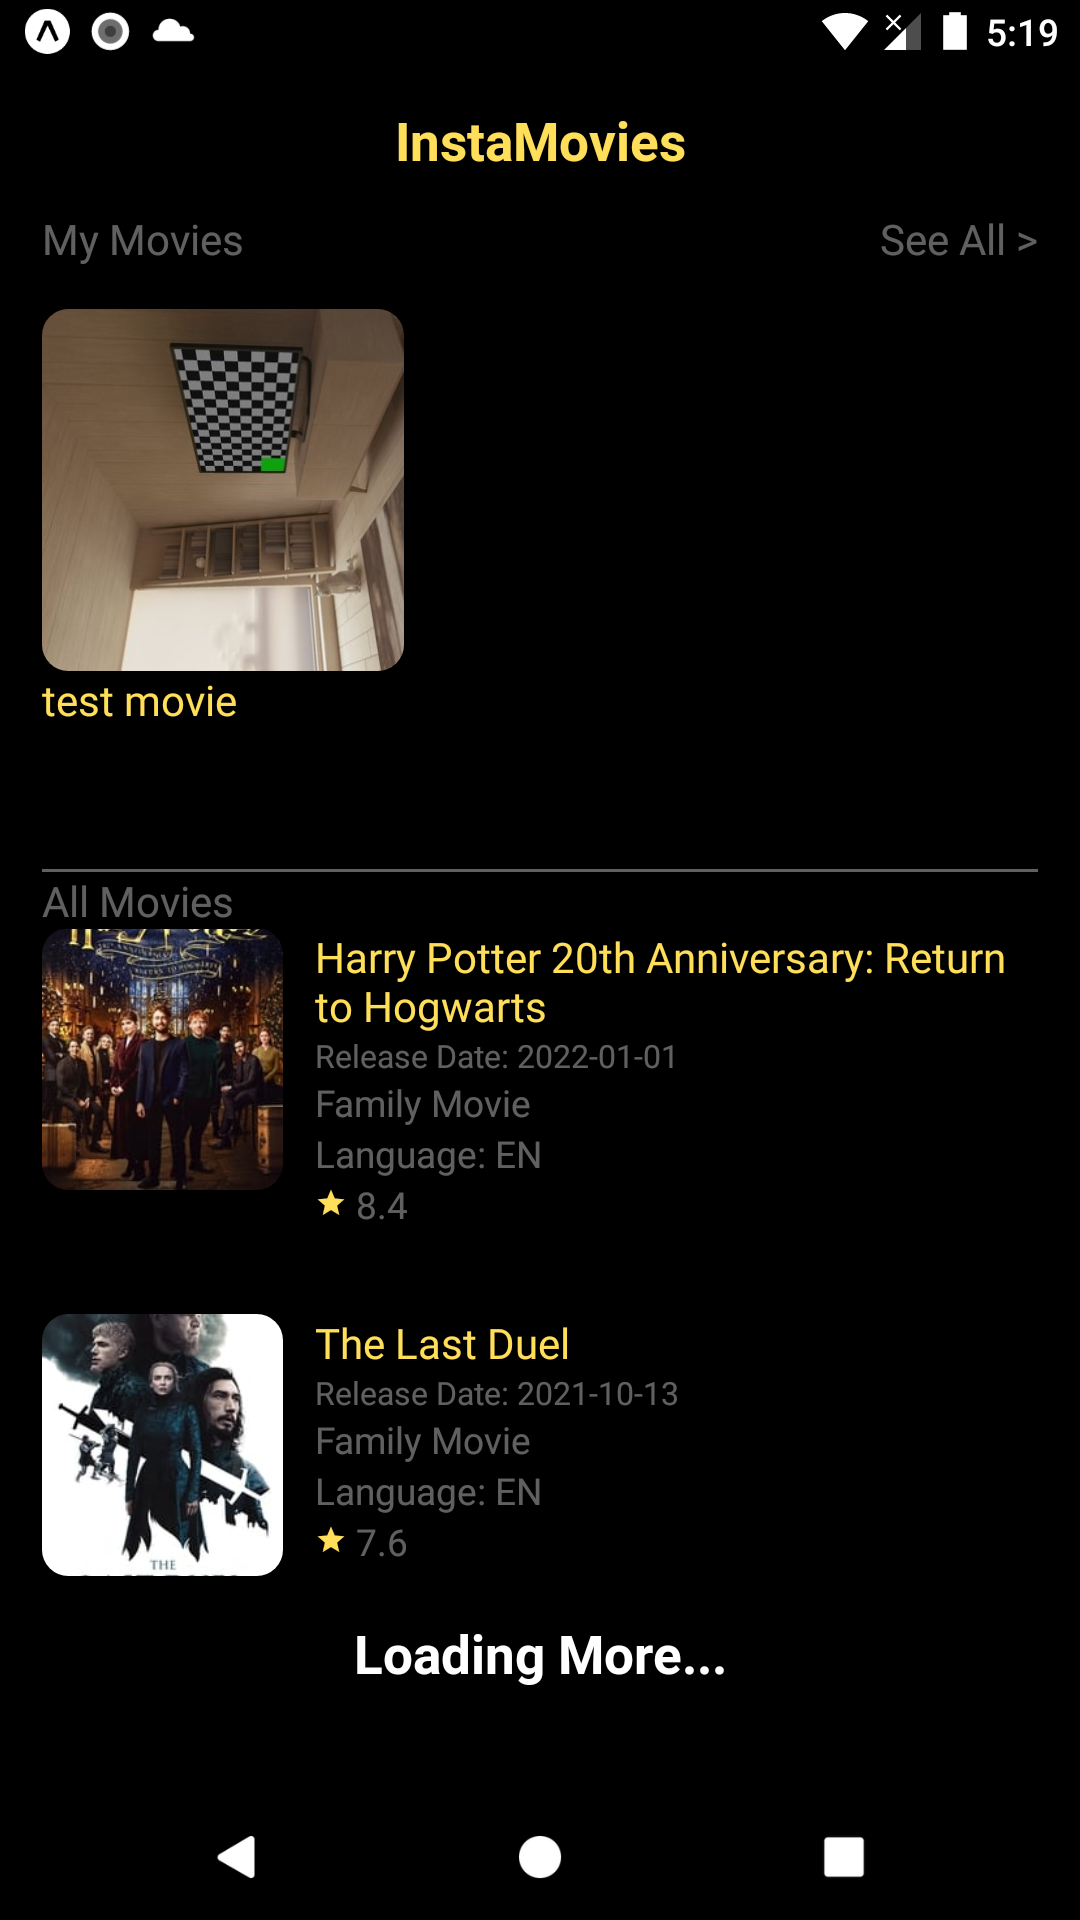 5:19
InstaMovies
My Movies
See All >
test movie
All Movies
Harry Potter 20th Anniversary: Return
to Hogwarts
Release Date: 2022-01-01
Family Movie
Language: EN
8.4
The Last Duel
Release Date: 2021-10-13
Family Movie
Language: EN
7.6
THE
Loading More...